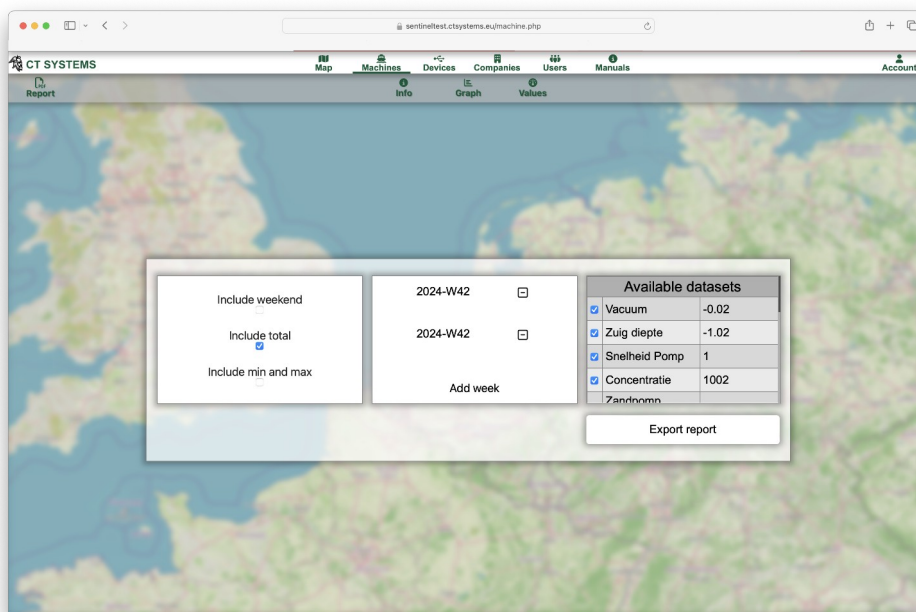 sentineltest.ctsystems.eu/machine.php
CT SYSTEMS
Map
Machines
Devices
Companies
Users
Manuals
Account
Report
Info
Graph
Values
Include weekend
Include total
Include min and max
2024-W42
2024-W42
Add week
Available datasets
Vacuum -0.02
Zuig diepte -1.02
Snelheid Pomp 1
Concentratie 1002
Zandpomp
Export report